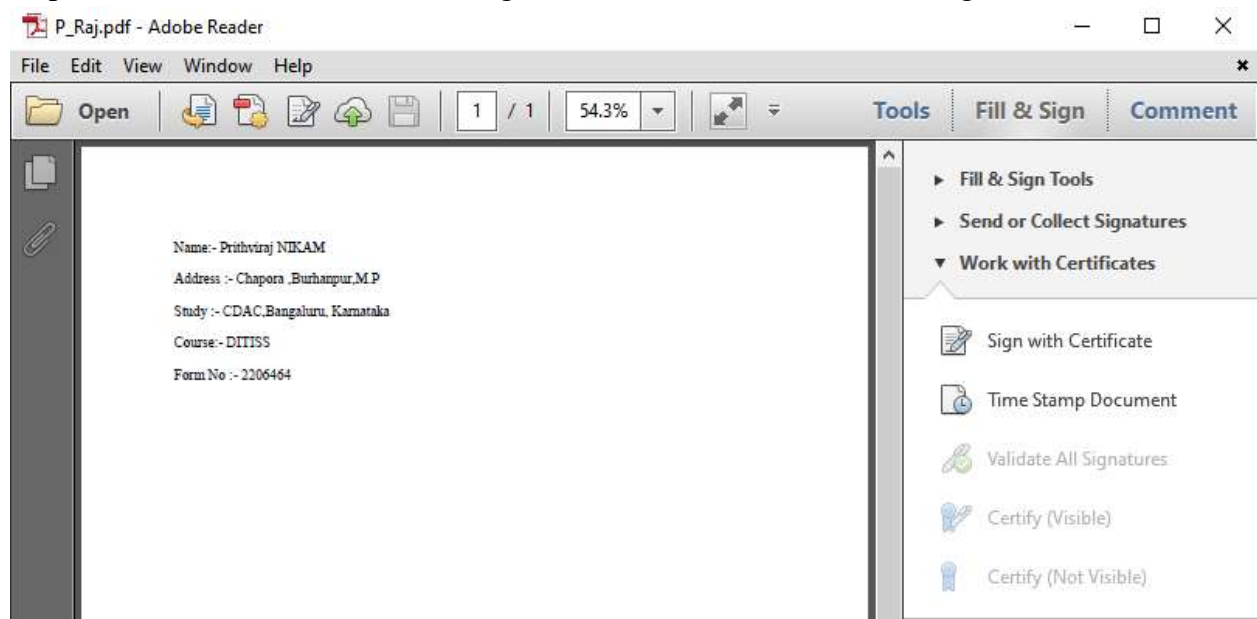 P_Raj.pdf - Adobe Reader
File Edit View Window Help
Open 1 / 1 54.3% Tools Fill & Sign Comment
Name:- Prithviraj NIKAM
Address :- Chapora ,Burhanpur,M.P
Study :- CDAC,Bangaluru, Karnataka
Course:- DITISS
Form No :- 2206464
Fill & Sign Tools
Send or Collect Signatures
Work with Certificates
Sign with Certificate
Time Stamp Document
Validate All Signatures
Certify (Visible)
Certify (Not Visible)